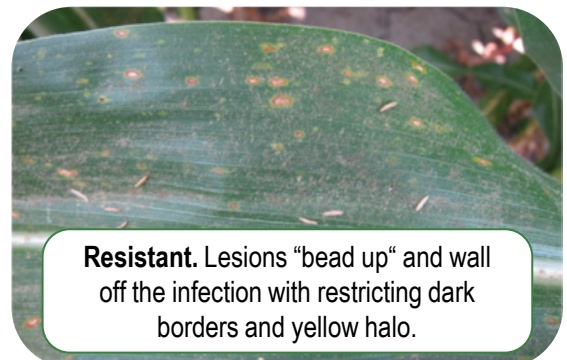 Resistant. Lesions “bead up“ and wall
off the infection with restricting dark
borders and yellow halo.